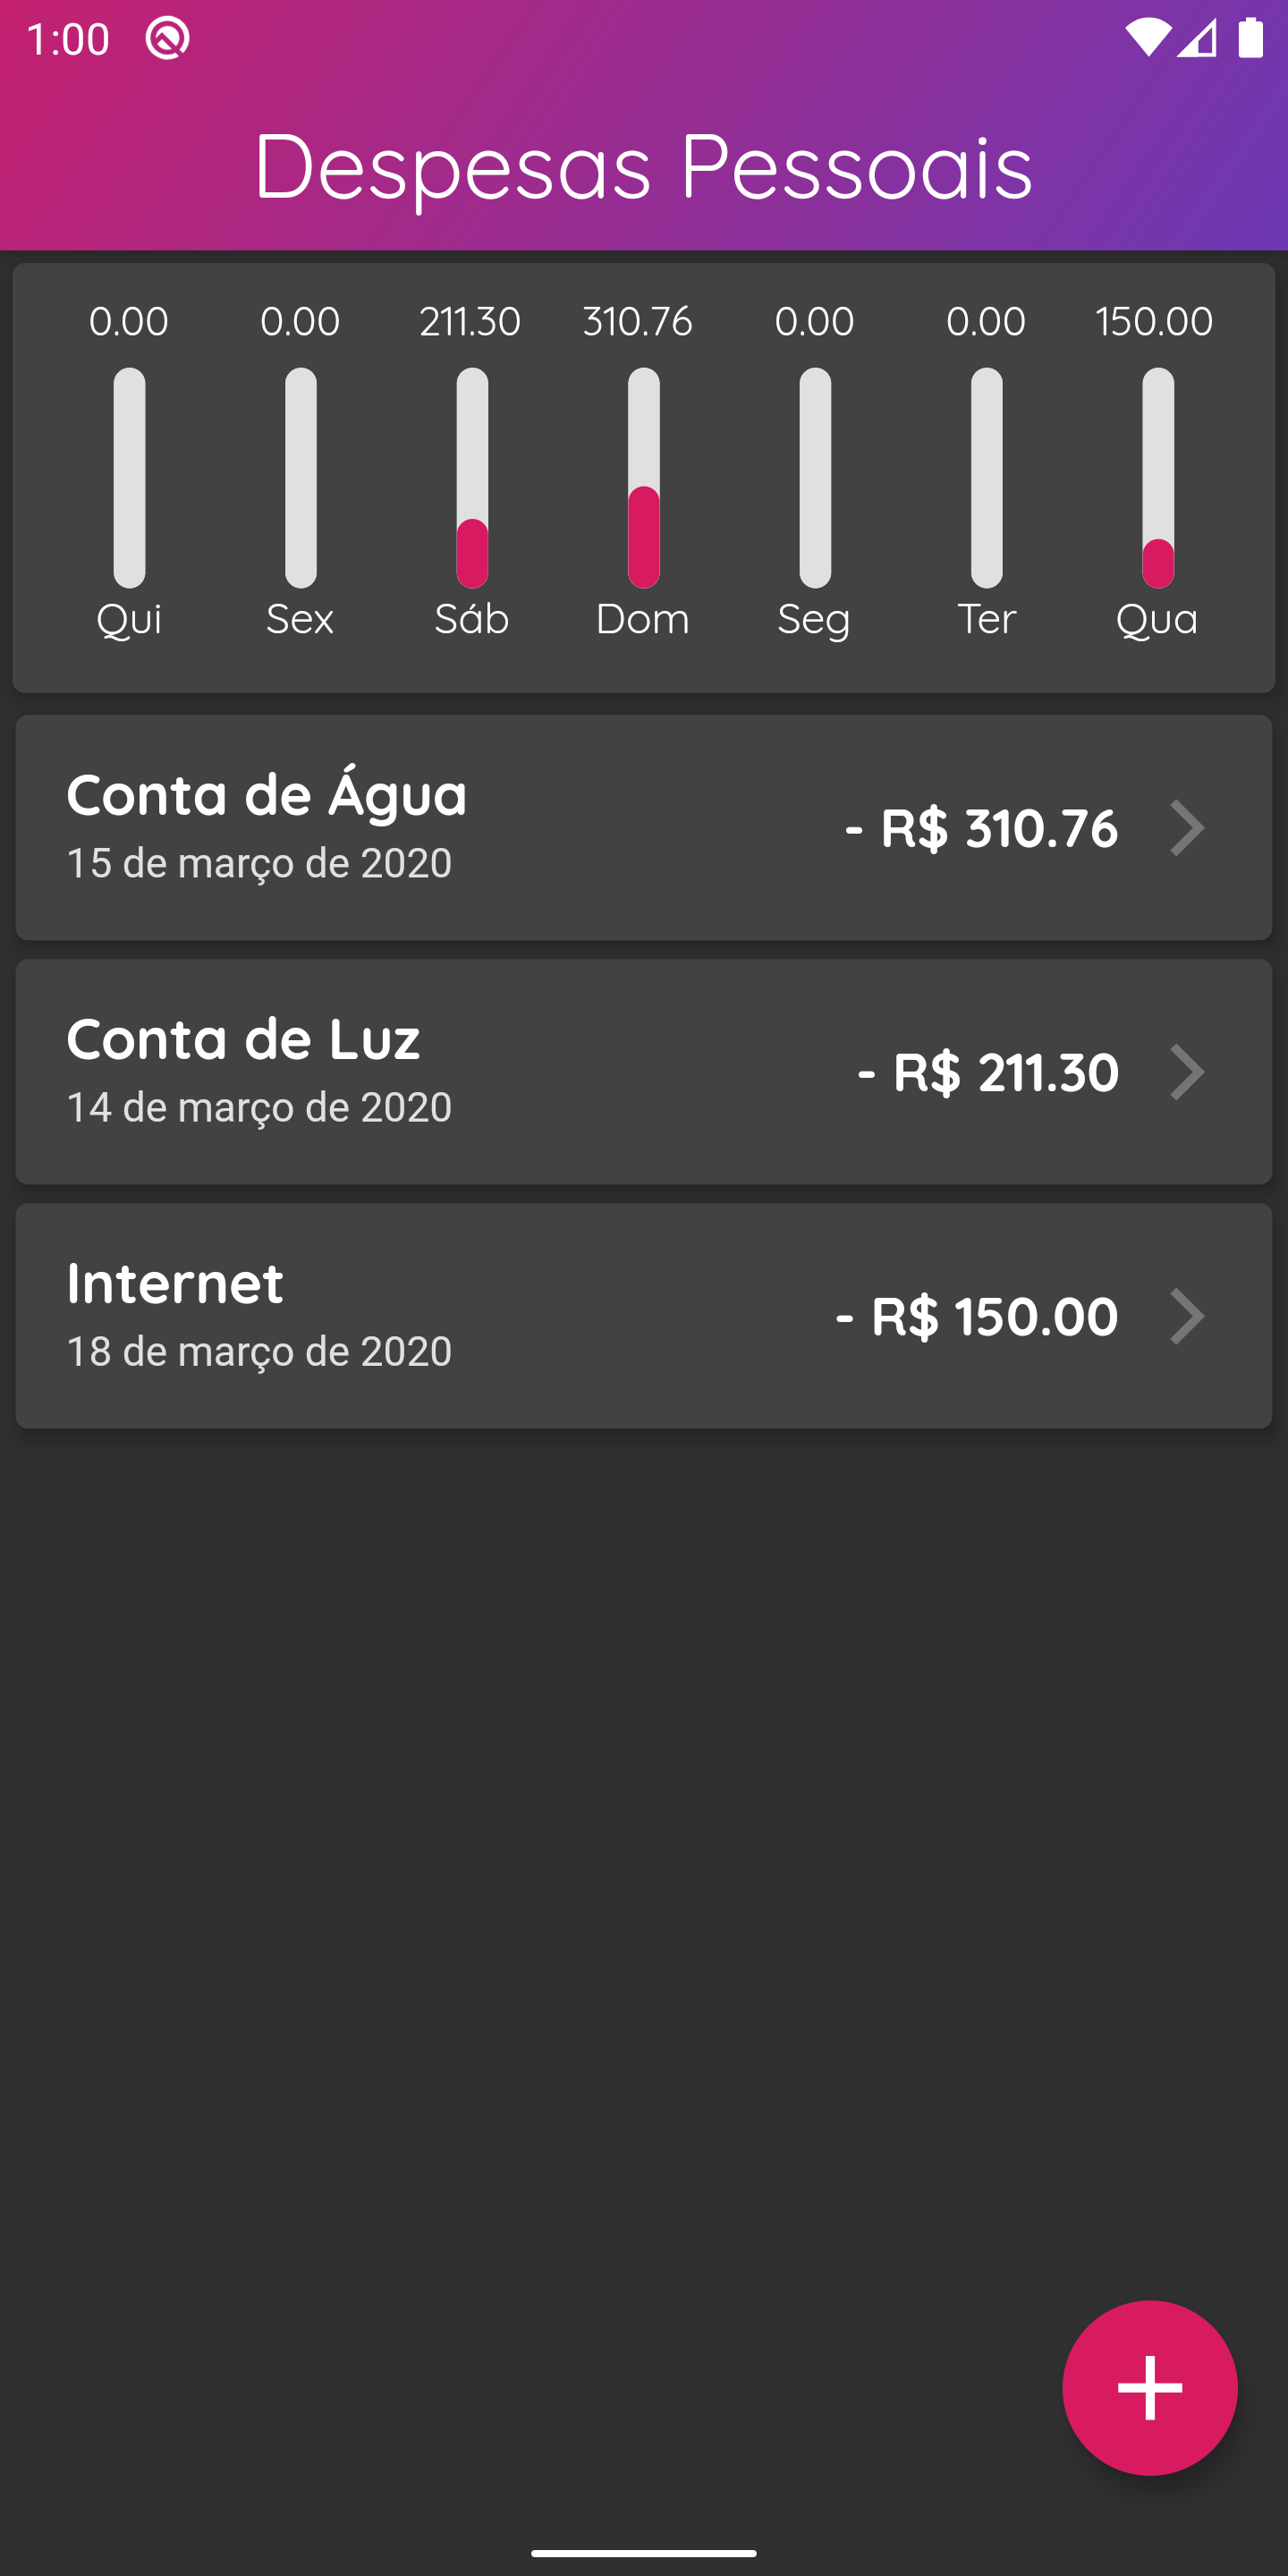 1:00
Despesas Pessoais
0.00 0.00 211.30 310.76 0.00 0.00 150.00
Qui Sex Sáb Dom Seg Ter Qua
Conta de Água
- R$ 310.76
15 de março de 2020
Conta de Luz
- R$ 211.30
14 de março de 2020
Internet
- R$ 150.00
18 de março de 2020